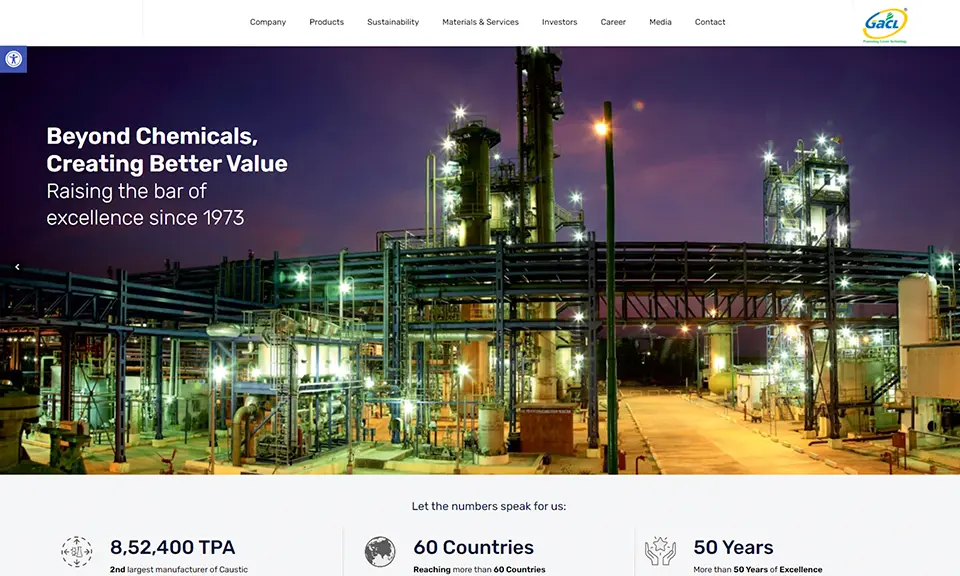 Company Products Sustainability Materials & Services Investors Career Media Contact
GACL
Promoting Green Technology
Beyond Chemicals,
Creating Better Value
Raising the bar of
excellence since 1973
Let the numbers speak for us:
8,52,400 TPA
2nd largest manufacturer of Caustic
60 Countries
Reaching more than 60 Countries
50 Years
More than 50 Years of Excellence